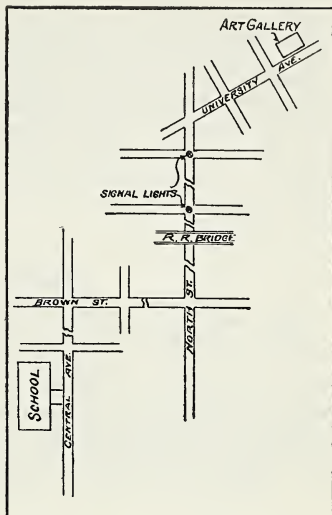 ART GALLERY
UNIVERSITY AVE.
SIGNAL LIGHTS
R. R. BRIDGE
BROWN ST.
NORTH ST.
SCHOOL
CENTRAL AVE.